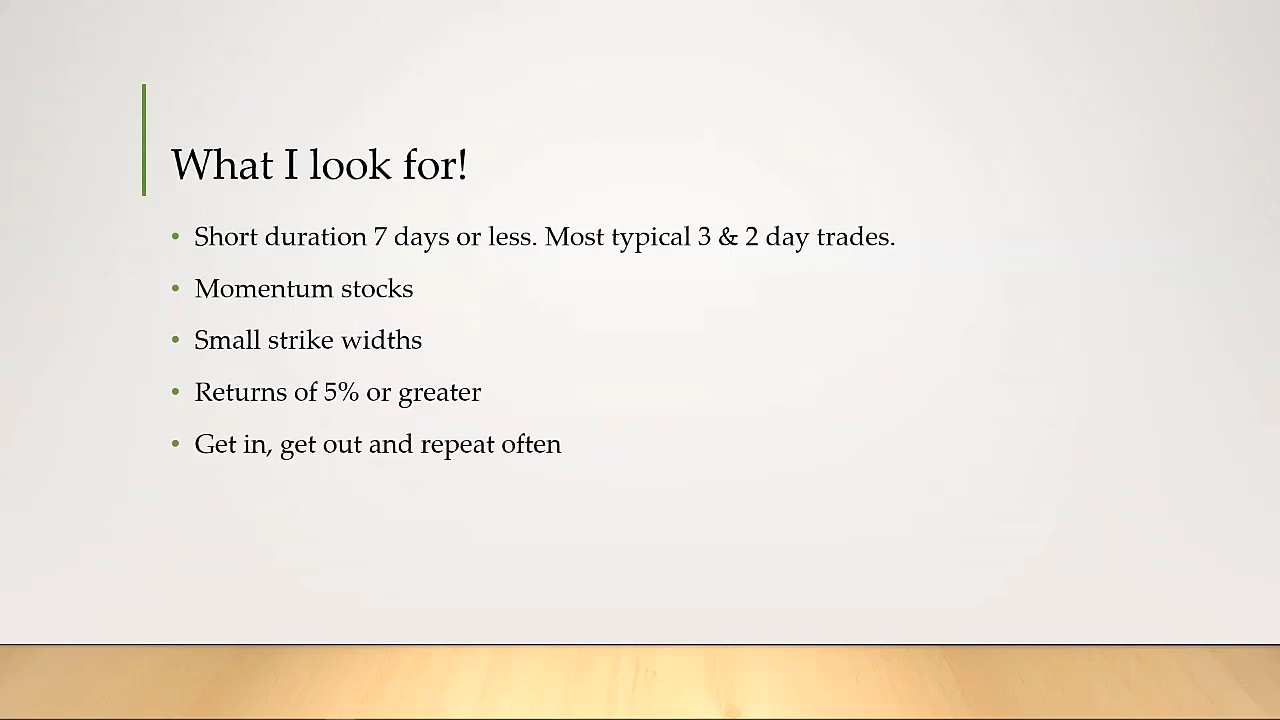 What I look for!
• Short duration 7 days or less. Most typical 3 & 2 day trades.
• Momentum stocks
• Small strike widths
• Returns of 5% or greater
• Get in, get out and repeat often